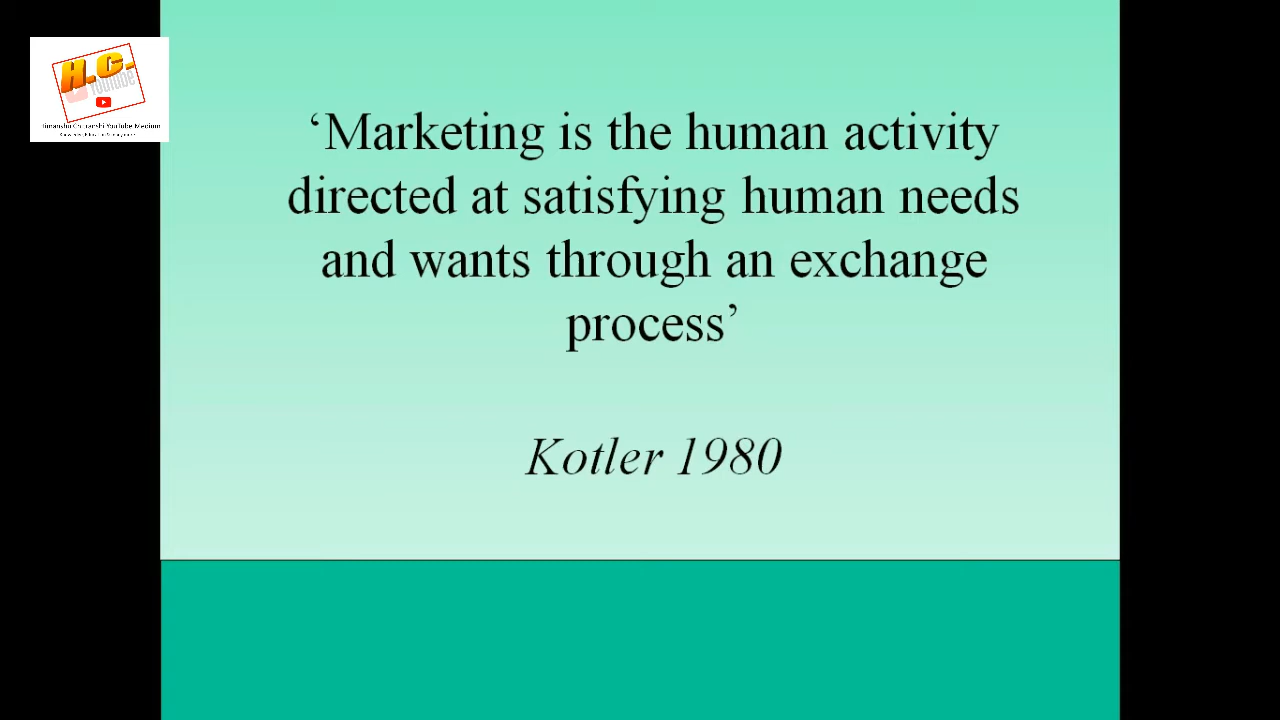 H.C.
YouTube
‘Marketing is the human activity
directed at satisfying human needs
and wants through an exchange
process’
Kotler 1980